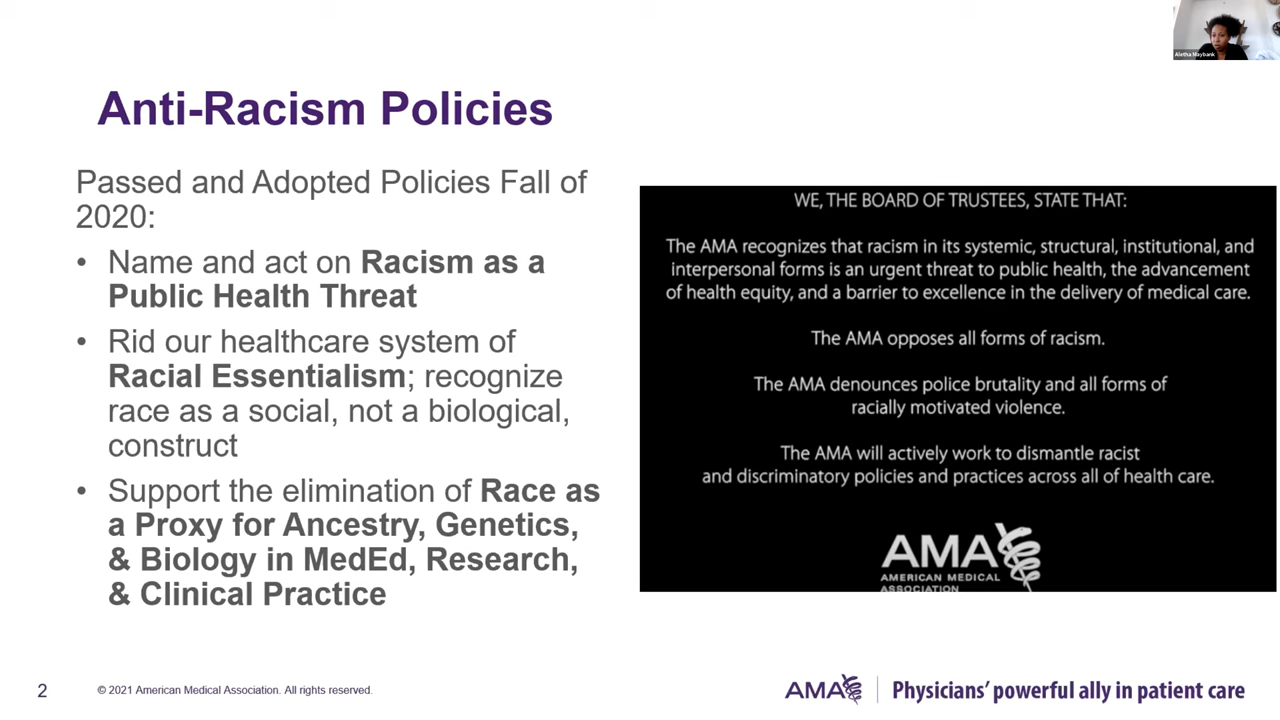 Aletha Maybank
Anti-Racism Policies
Passed and Adopted Policies Fall of
2020:
• Name and act on Racism as a
Public Health Threat
• Rid our healthcare system of
Racial Essentialism; recognize
race as a social, not a biological,
construct
• Support the elimination of Race as
a Proxy for Ancestry, Genetics,
& Biology in MedEd, Research,
& Clinical Practice
WE, THE BOARD OF TRUSTEES, STATE THAT:
The AMA recognizes that racism in its systemic, structural, institutional, and
interpersonal forms is an urgent threat to public health, the advancement
of health equity, and a barrier to excellence in the delivery of medical care.
The AMA opposes all forms of racism.
The AMA denounces police brutality and all forms of
racially motivated violence.
The AMA will actively work to dismantle racist
and discriminatory policies and practices across all of health care.
AMA
AMERICAN MEDICAL
ASSOCIATION
2
© 2021 American Medical Association. All rights reserved.
AMA
Physicians' powerful ally in patient care